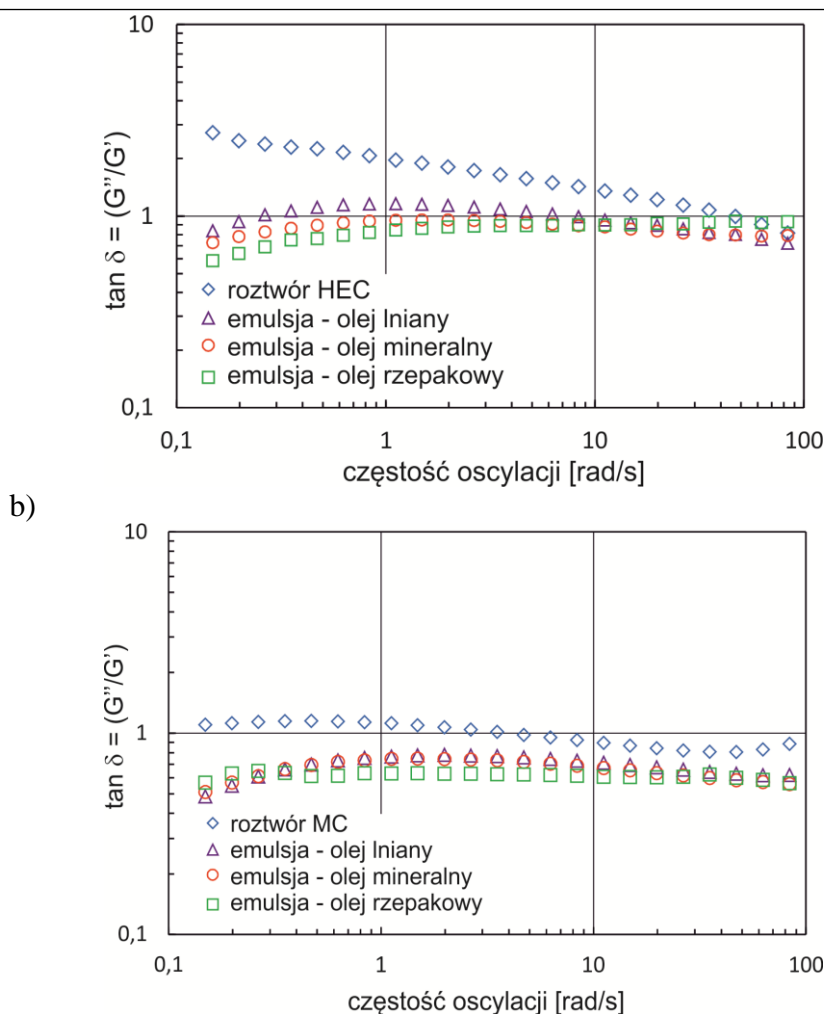 10
1
0,1
tan δ = (G”/G’)
roztwór HEC
emulsja - olej lniany
emulsja - olej mineralny
emulsja - olej rzepakowy
0,1 1 10 100
częstość oscylacji [rad/s]
b)
10
1
0,1
tan δ = (G”/G’)
roztwór MC
emulsja - olej lniany
emulsja - olej mineralny
emulsja - olej rzepakowy
0,1 1 10 100
częstość oscylacji [rad/s]